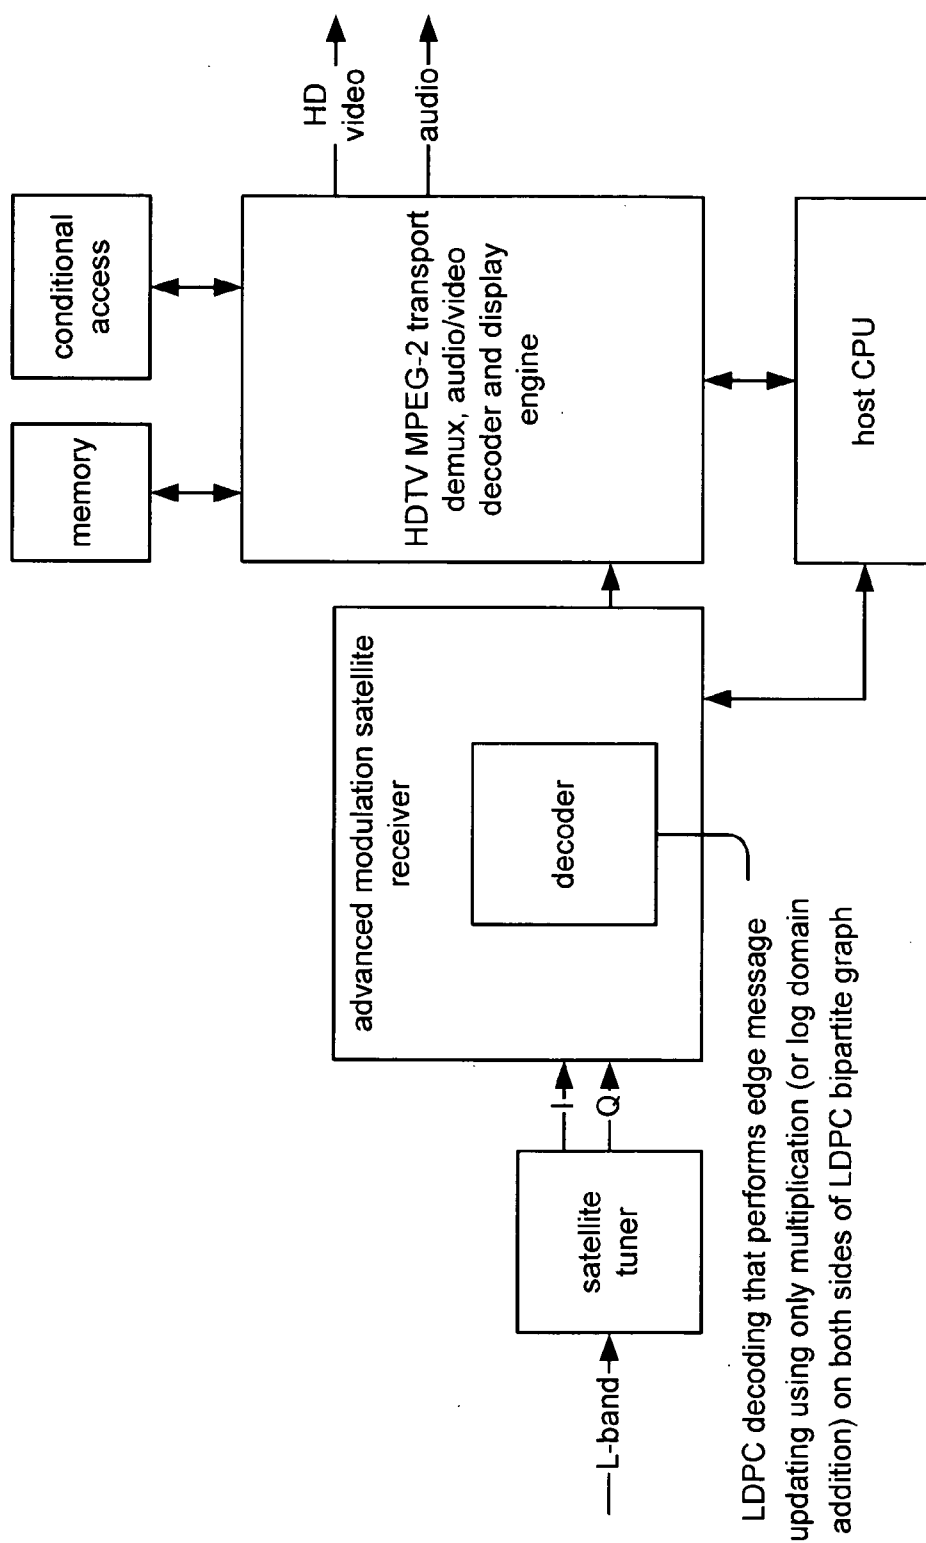 conditional
access
memory
HD
video
audio
HDTV MPEG-2 transport
demux, audio/video
decoder and display
engine
advanced modulation satellite
receiver
decoder
host CPU
satellite
tuner
I
Q
L-band
LDPC decoding that performs edge message
updating using only multiplication (or log domain
addition) on both sides of LDPC bipartite graph